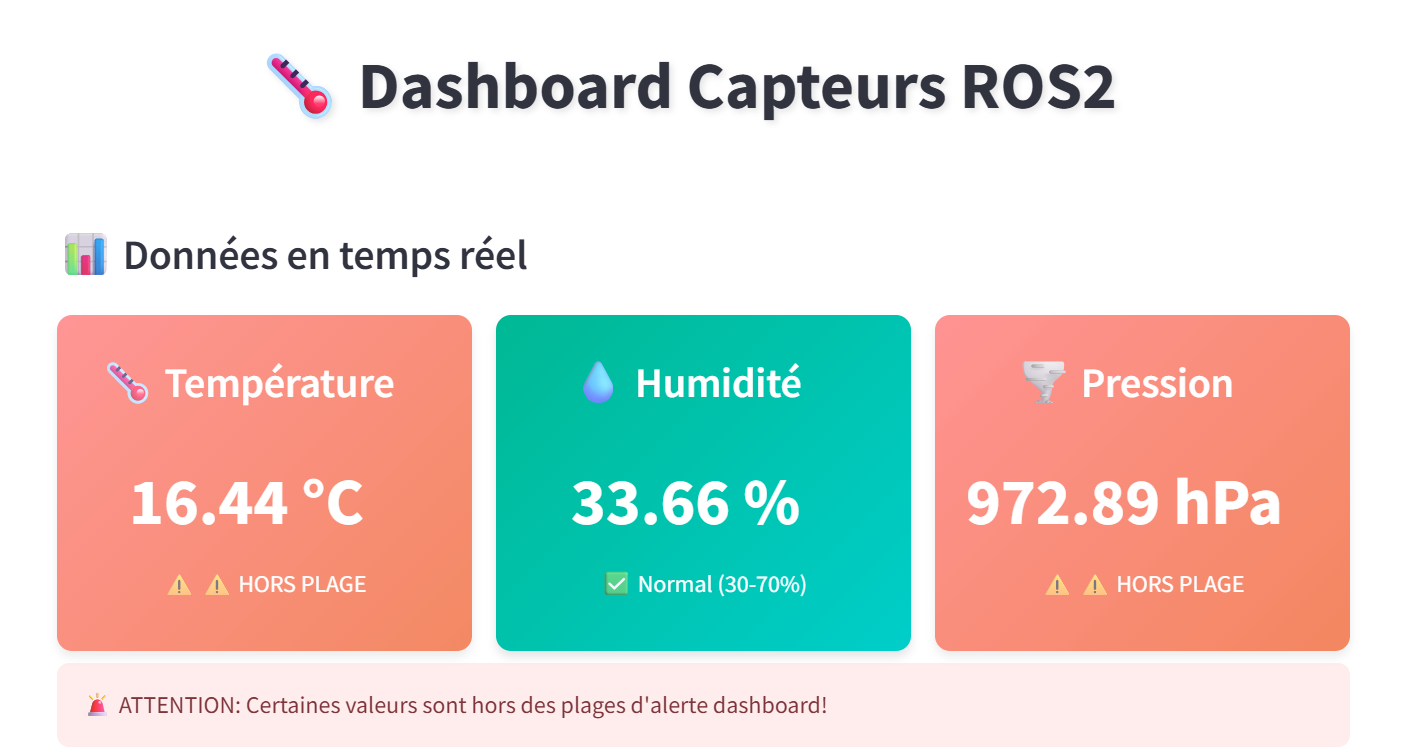 Dashboard Capteurs ROS2
Données en temps réel
Température
16.44 °C
HORS PLAGE
Humidité
33.66 %
Normal (30-70%)
Pression
972.89 hPa
HORS PLAGE
ATTENTION: Certaines valeurs sont hors des plages d'alerte dashboard!